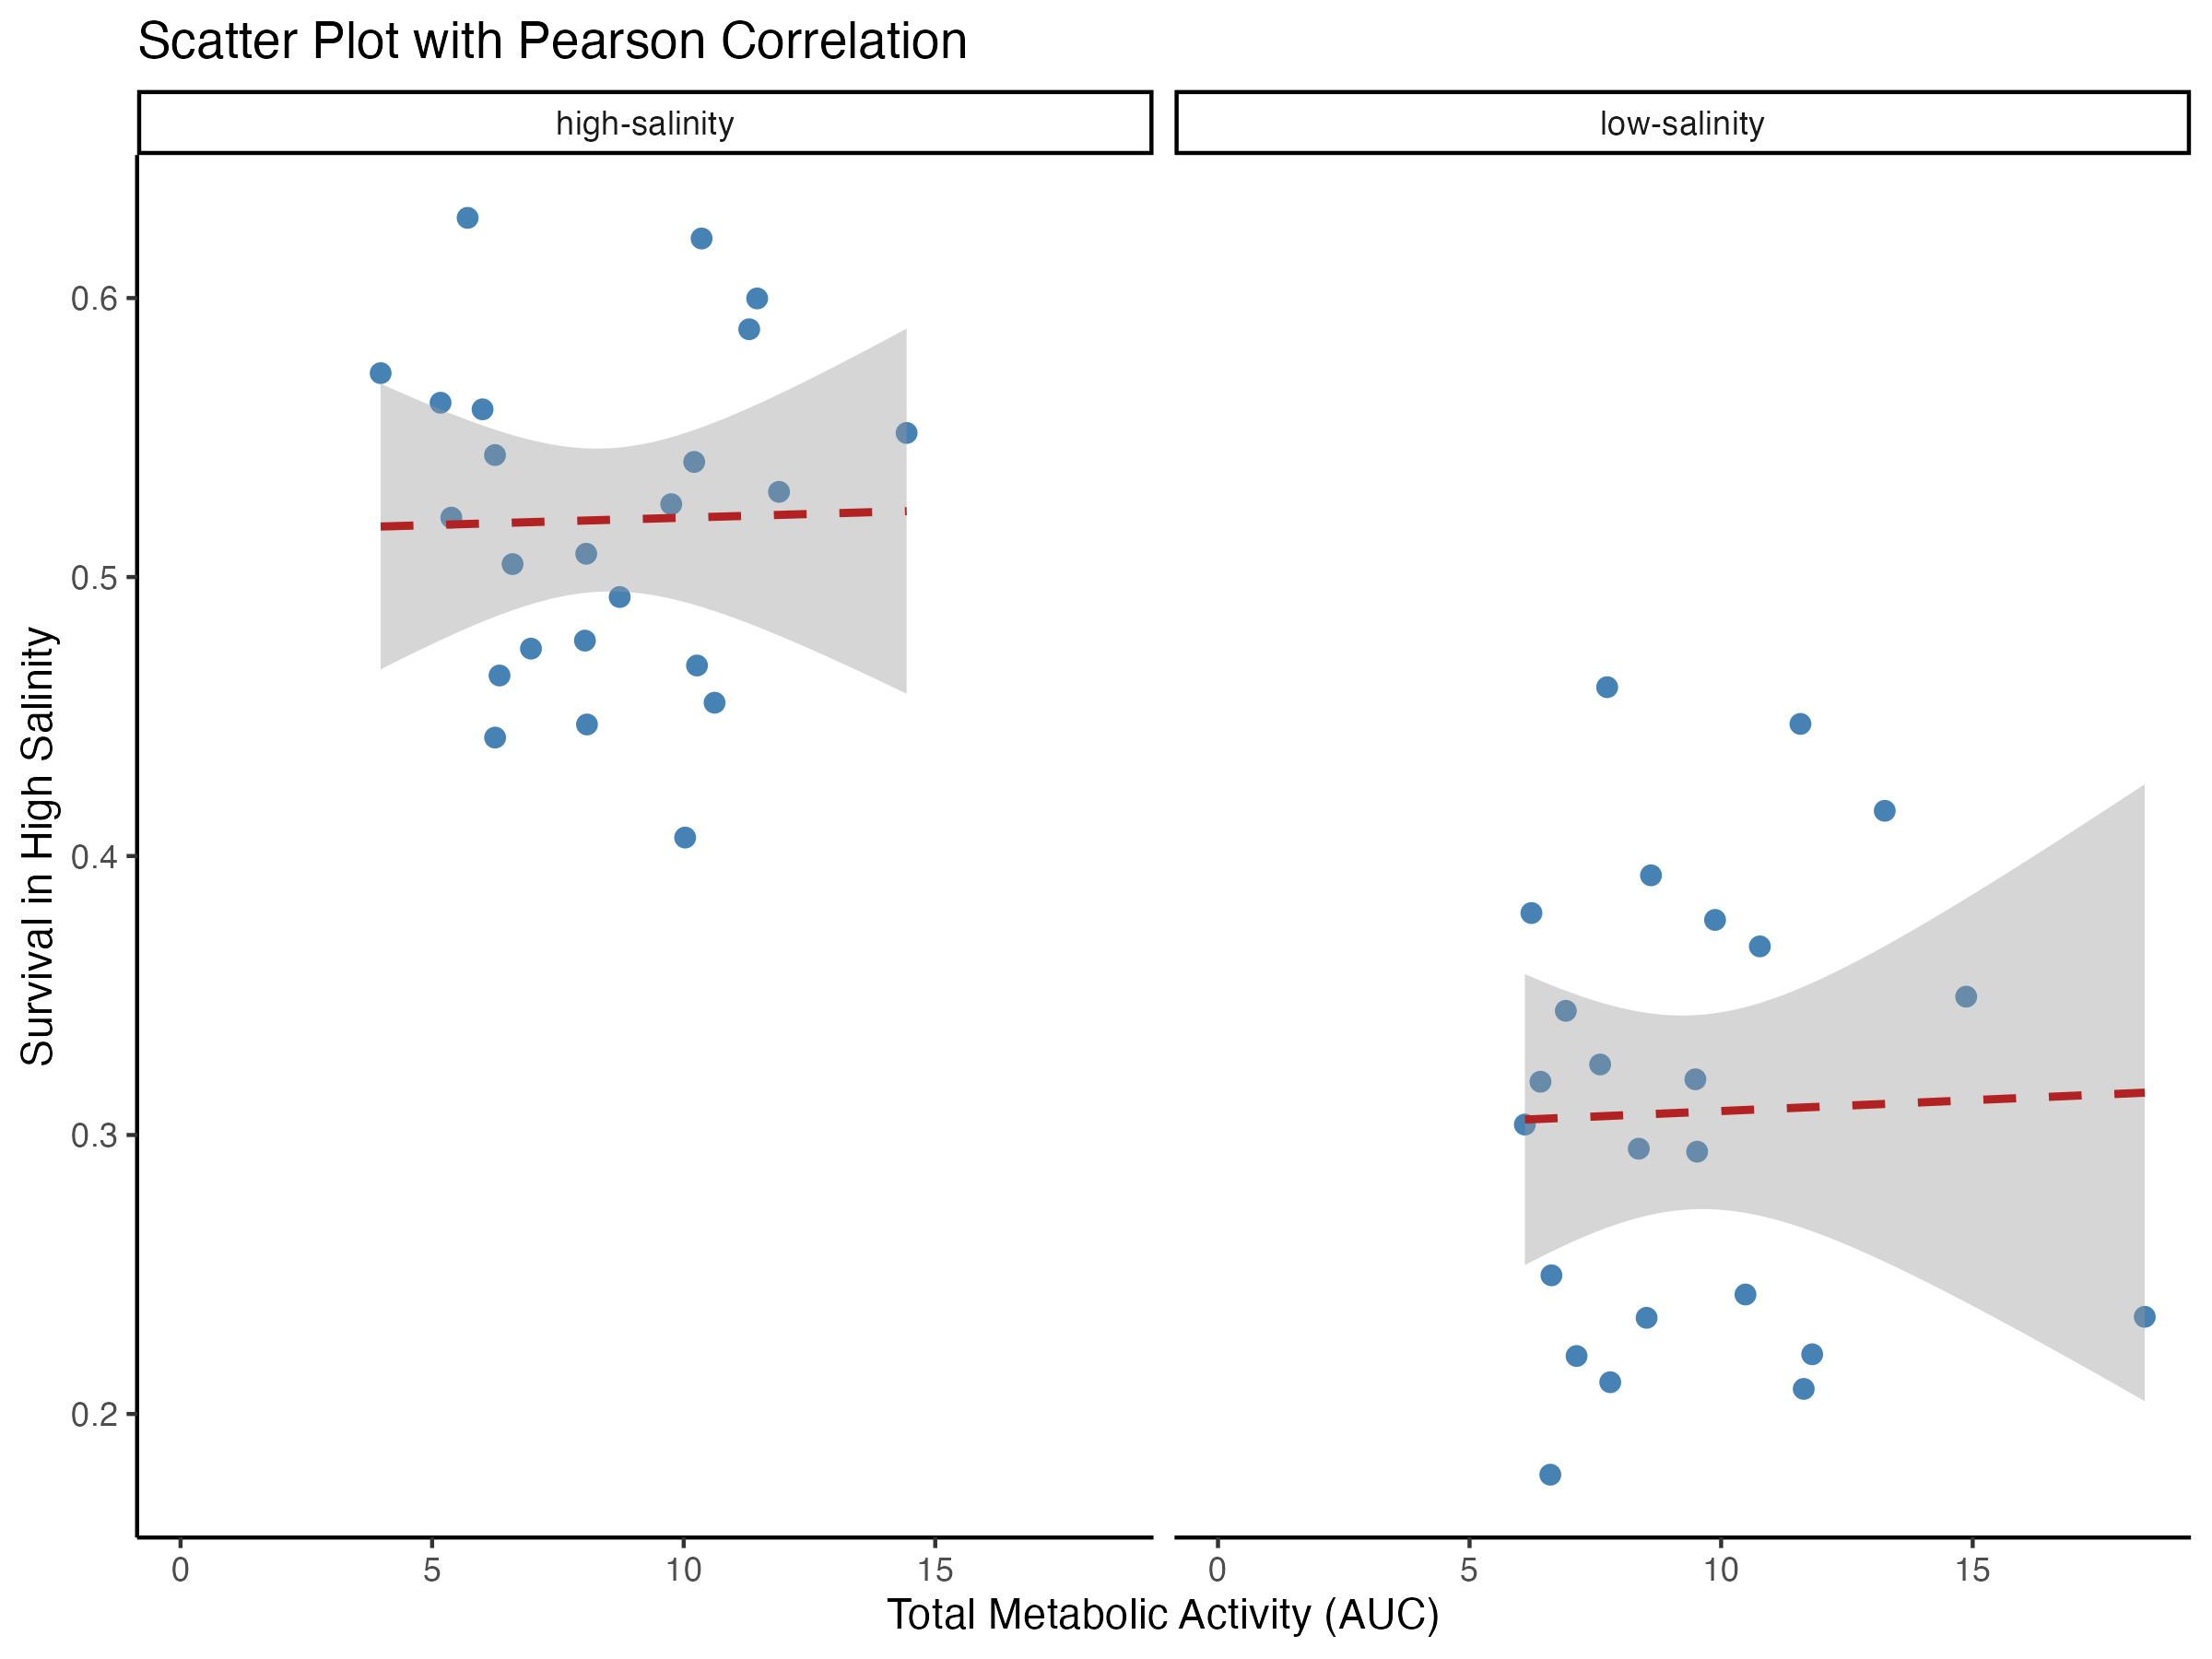 Scatter Plot with Pearson Correlation
high-salinity
low-salinity
Survival in High Salinity
0.6
0.5
0.4
0.3
0.2
0 5 10 15
0 5 10 15
Total Metabolic Activity (AUC)